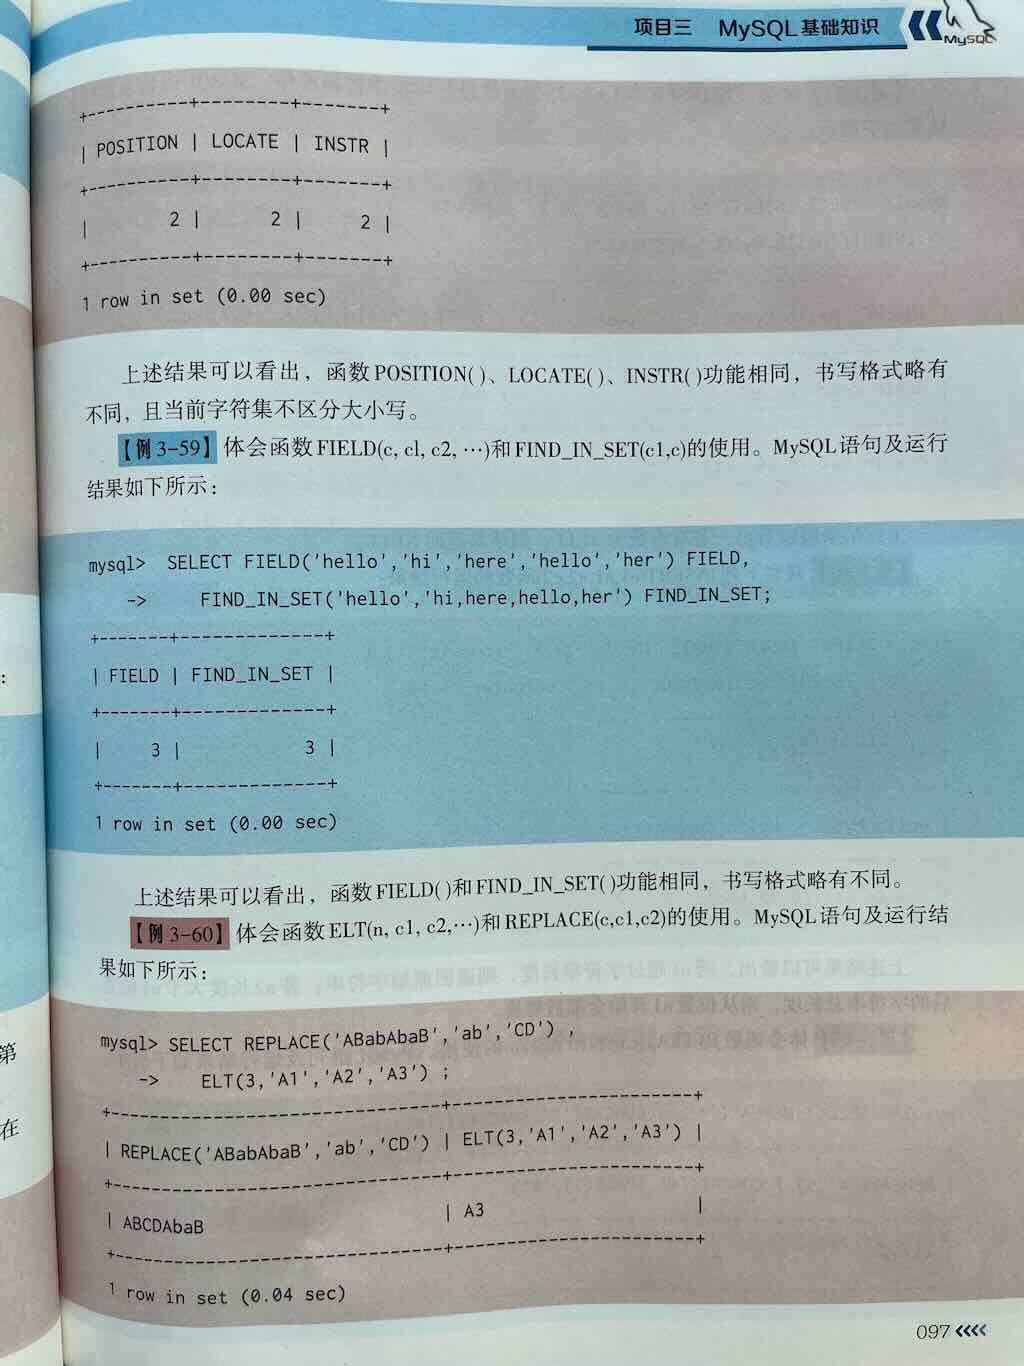 项目三 MySQL基础知识
MySQL
+----------+--------+-------+
| POSITION | LOCATE | INSTR |
+----------+--------+-------+
|        2 |      2 |     2 |
+----------+--------+-------+
1 row in set (0.00 sec)
上述结果可以看出，函数POSITION( )、LOCATE( )、INSTR( )功能相同，书写格式略有
不同，且当前字符集不区分大小写。
【例 3-59】 体会函数FIELD(c, cl, c2, …)和FIND_IN_SET(c1,c)的使用。MySQL语句及运行
结果如下所示：
mysql> SELECT FIELD('hello','hi','here','hello','her') FIELD,
-> FIND_IN_SET('hello','hi,here,hello,her') FIND_IN_SET;
+-------+-------------+
| FIELD | FIND_IN_SET |
+-------+-------------+
|     3 |           3 |
+-------+-------------+
1 row in set (0.00 sec)
上述结果可以看出，函数FIELD( )和FIND_IN_SET( )功能相同，书写格式略有不同。
【例 3-60】 体会函数ELT(n, c1, c2,…)和REPLACE(c,c1,c2)的使用。MySQL语句及运行结
果如下所示：
mysql> SELECT REPLACE('ABabAbaB','ab','CD') ,
-> ELT(3,'A1','A2','A3') ;
+-------------------------------+-----------------------+
| REPLACE('ABabAbaB','ab','CD') | ELT(3,'A1','A2','A3') |
+-------------------------------+-----------------------+
| ABCDAbaB                      | A3                    |
+-------------------------------+-----------------------+
1 row in set (0.04 sec)
097
：
第
在